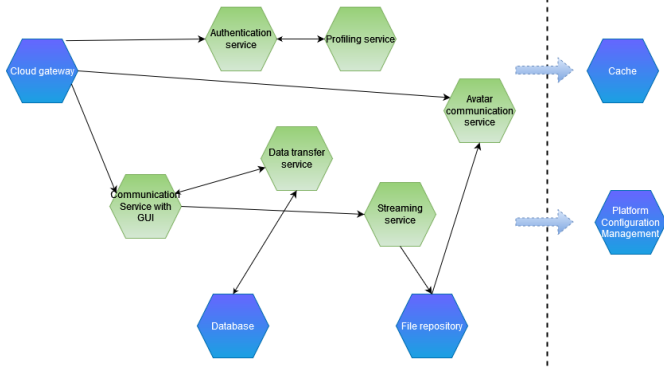 Authentication
service
Profiling service
Cloud gateway
Cache
Avatar
communication
service
Data transfer
service
Communication
Service with
GUI
Streaming
service
Platform
Configuration
Management
Database
File repository